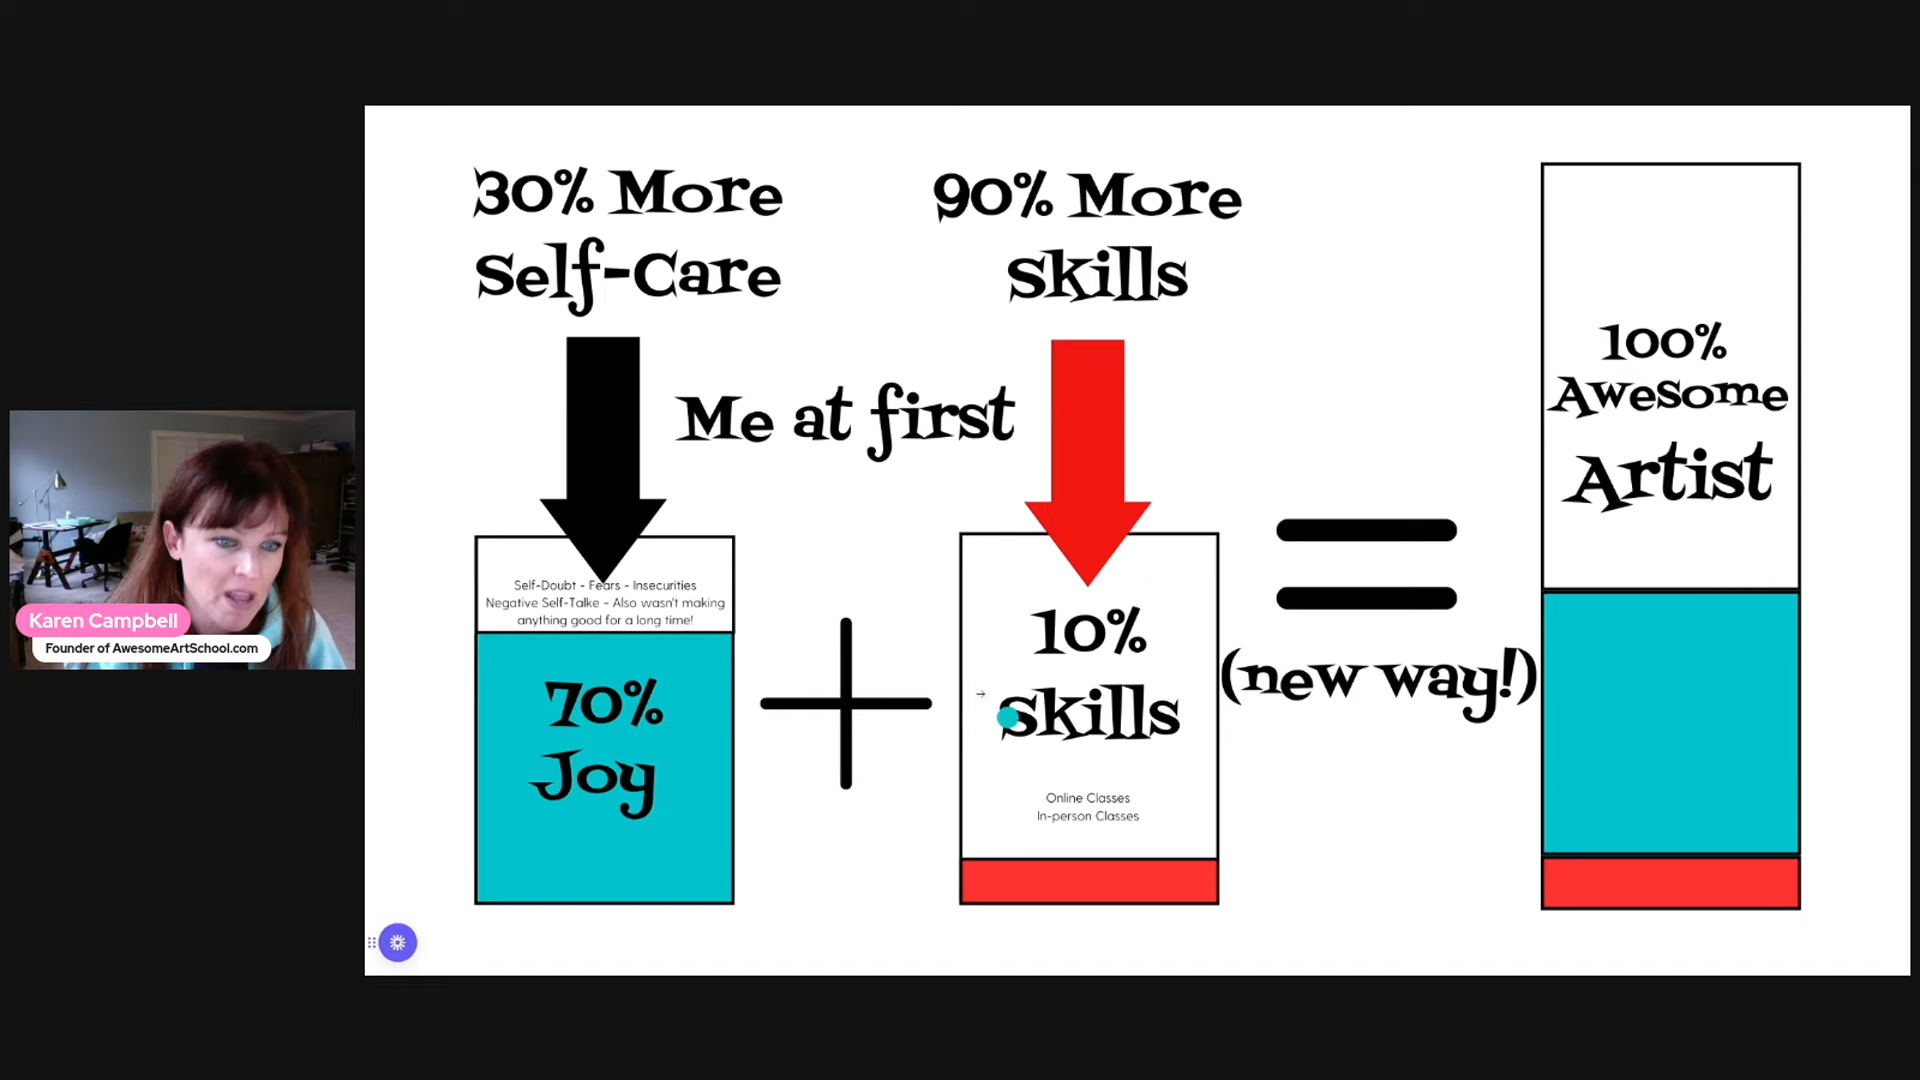 30% More
Self-Care
90% More
Skills
Me at first
100%
Awesome
Artist
Self-Doubt - Fears - Insecurities
Negative Self-Talke - Also wasn't making
anything good for a long time!
70%
Joy
10%
Skills
Online Classes
In-person Classes
(new way!)
Karen Campbell
Founder of AwesomeArtSchool.com